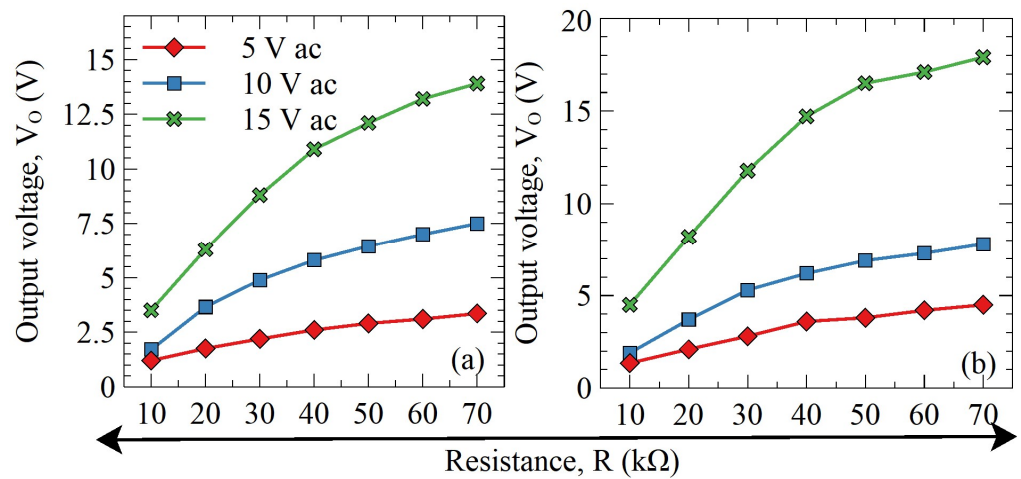 Output voltage, VO (V)
15
12.5
10
7.5
5
2.5
0
5 V ac
10 V ac
15 V ac
(a)
10 20 30 40 50 60 70
Output voltage, VO (V)
20
15
10
5
0
(b)
10 20 30 40 50 60 70
Resistance, R (kΩ)